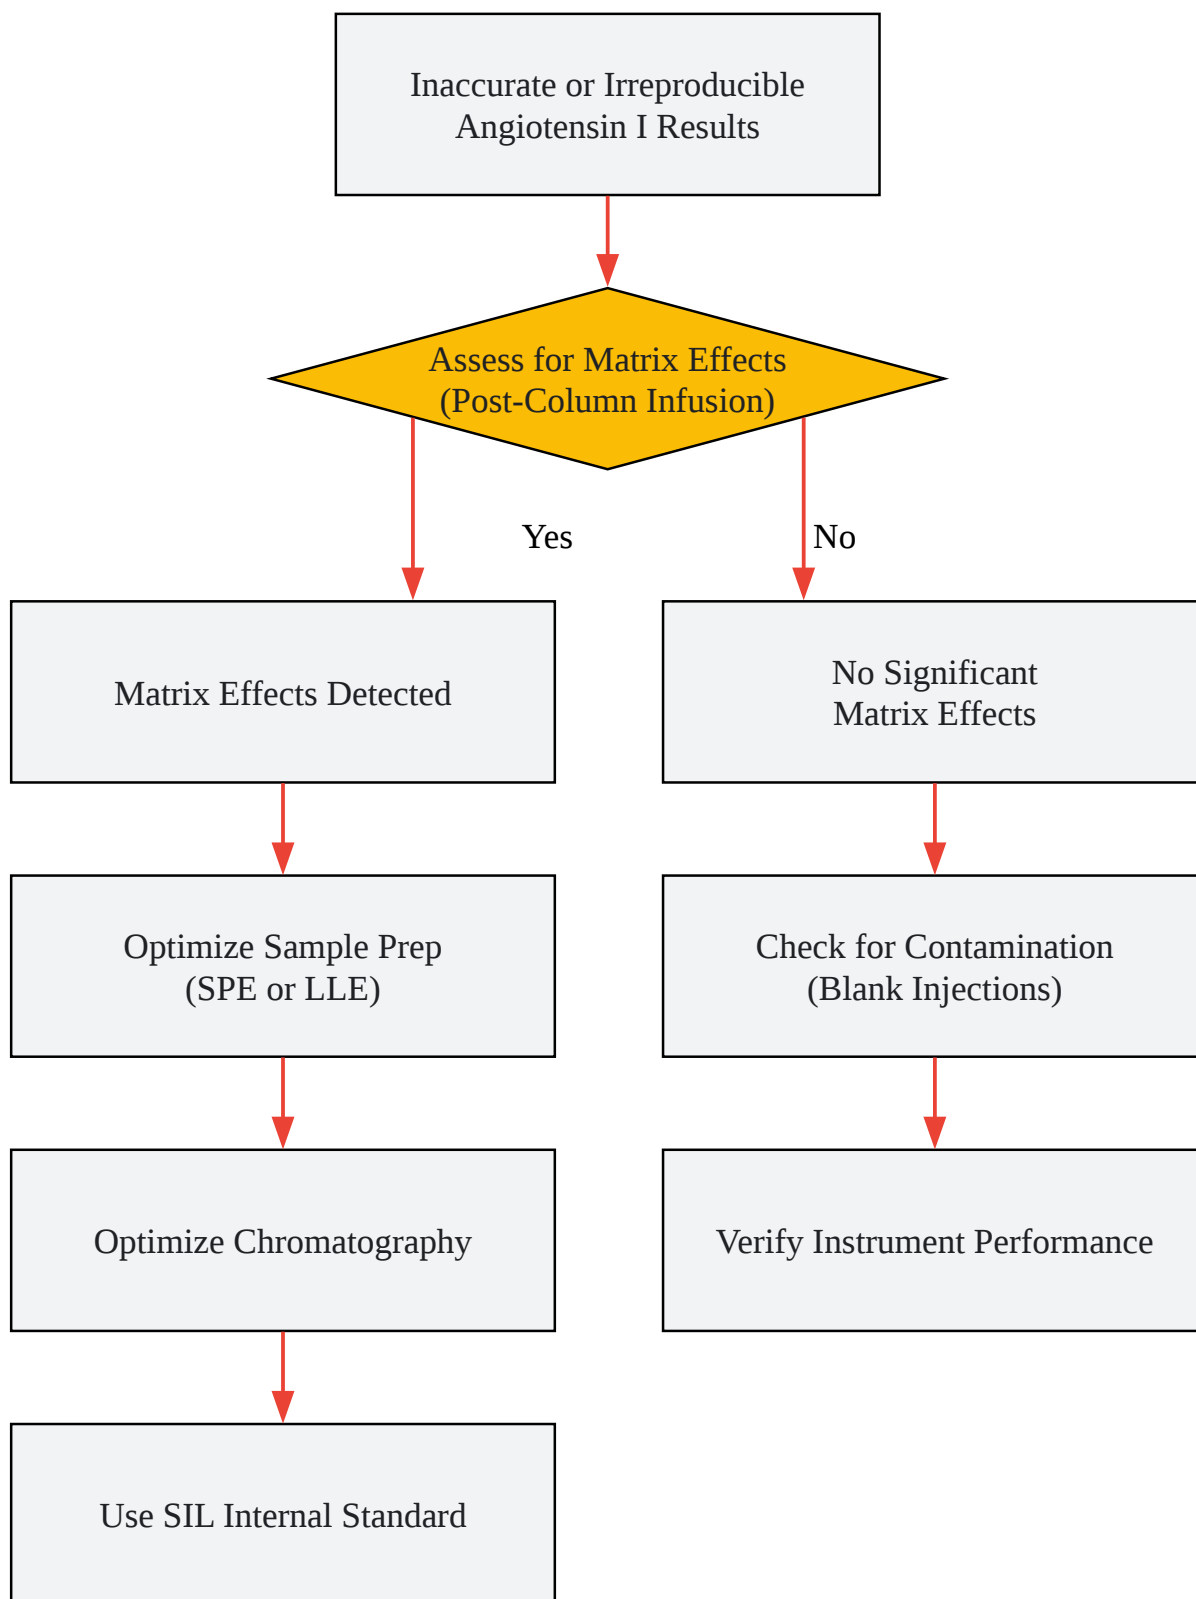 Inaccurate or Irreproducible
Angiotensin I Results
Assess for Matrix Effects
(Post-Column Infusion)
Yes
No
Matrix Effects Detected
No Significant
Matrix Effects
Optimize Sample Prep
(SPE or LLE)
Check for Contamination
(Blank Injections)
Optimize Chromatography
Verify Instrument Performance
Use SIL Internal Standard